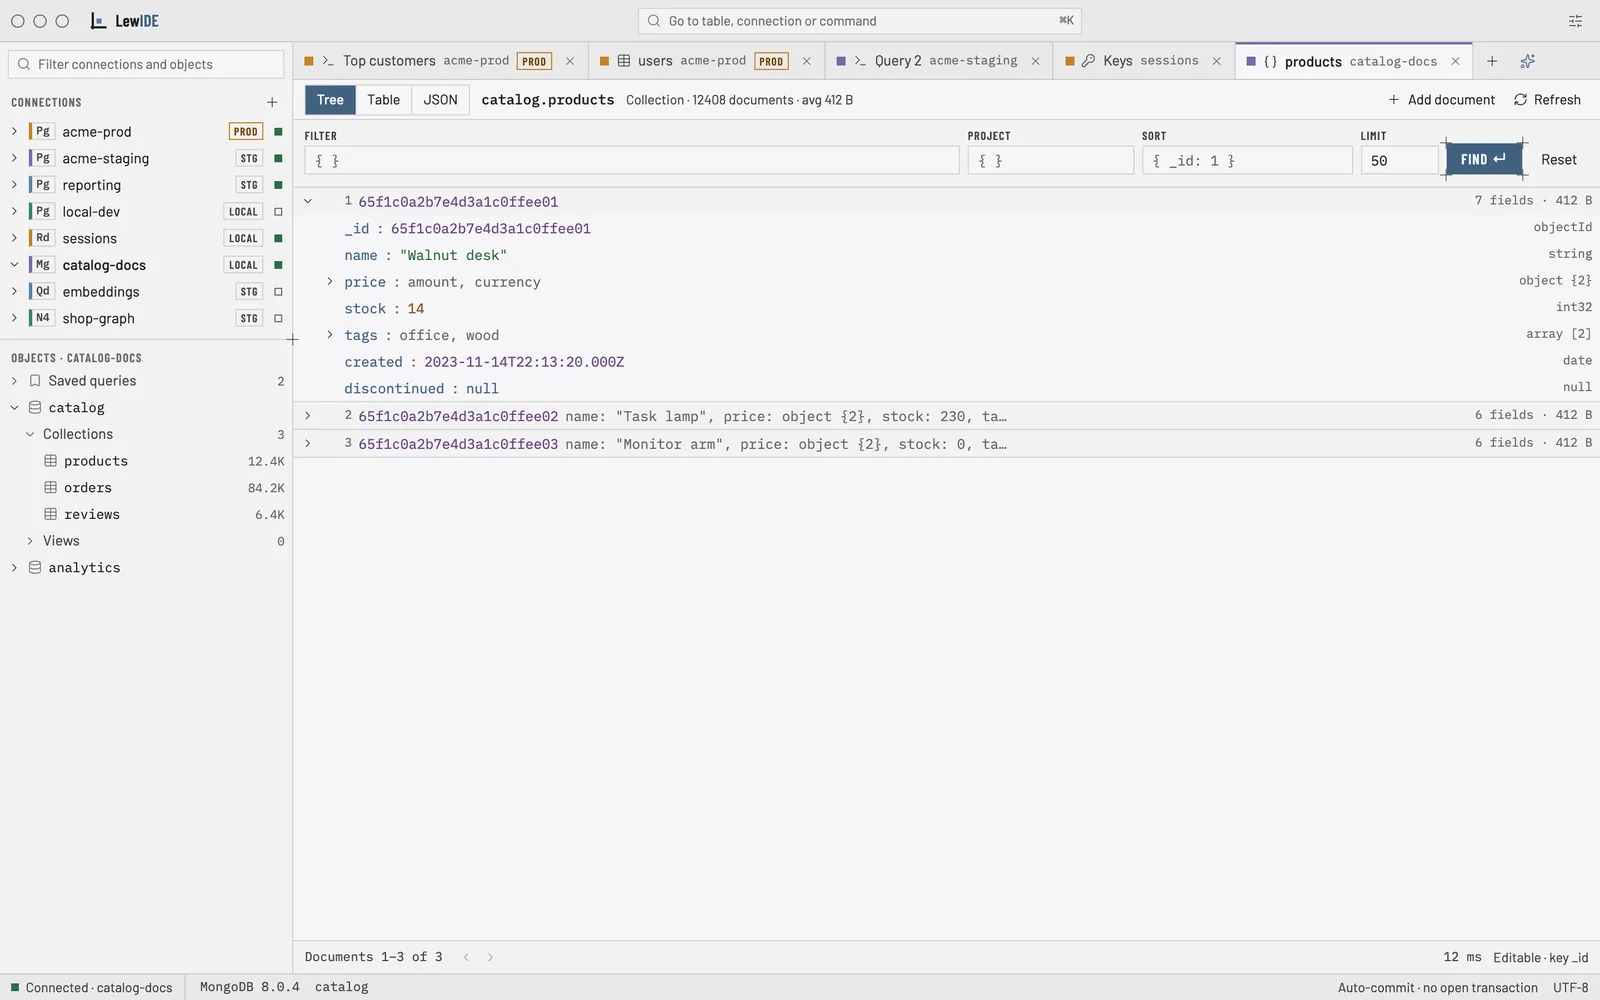 LewIDE
Go to table, connection or command ⌘K
Filter connections and objects
Top customers acme-prod PROD
users acme-prod PROD
Query 2 acme-staging
Keys sessions
{ } products catalog-docs
CONNECTIONS
Pg acme-prod PROD
Pg acme-staging STG
Pg reporting STG
Pg local-dev LOCAL
Rd sessions LOCAL
Mg catalog-docs LOCAL
Qd embeddings STG
N4 shop-graph STG
OBJECTS · CATALOG-DOCS
Saved queries 2
catalog
Collections 3
products 12.4K
orders 84.2K
reviews 6.4K
Views 0
analytics
Tree Table JSON catalog.products Collection · 12408 documents · avg 412 B + Add document Refresh
FILTER PROJECT SORT LIMIT
{ } { } { _id: 1 } 50 FIND ↵ Reset
1 65f1c0a2b7e4d3a1c0ffee01 7 fields · 412 B
_id : 65f1c0a2b7e4d3a1c0ffee01 objectId
name : "Walnut desk" string
price : amount, currency object {2}
stock : 14 int32
tags : office, wood array [2]
created : 2023-11-14T22:13:20.000Z date
discontinued : null null
2 65f1c0a2b7e4d3a1c0ffee02 name: "Task lamp", price: object {2}, stock: 230, ta… 6 fields · 412 B
3 65f1c0a2b7e4d3a1c0ffee03 name: "Monitor arm", price: object {2}, stock: 0, ta… 6 fields · 412 B
Documents 1–3 of 3 12 ms Editable · key _id
Connected · catalog-docs MongoDB 8.0.4 catalog Auto-commit · no open transaction UTF-8